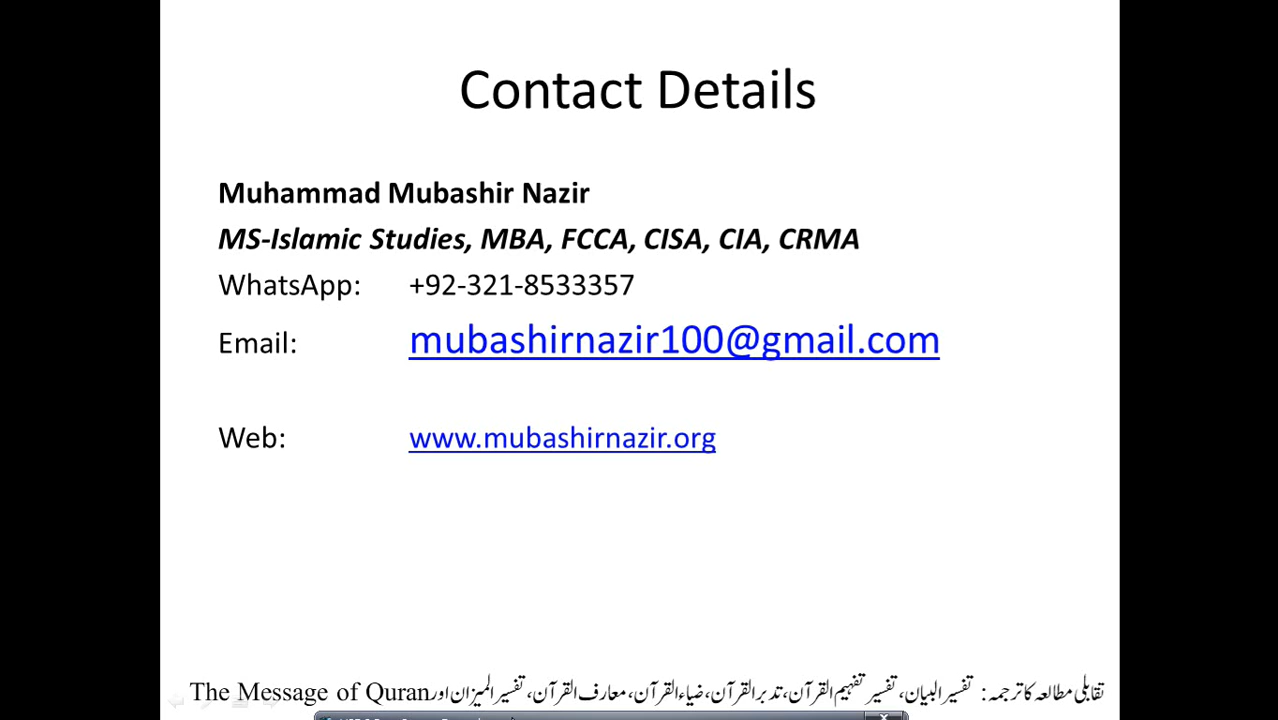 Contact Details
Muhammad Mubashir Nazir
MS-Islamic Studies, MBA, FCCA, CISA, CIA, CRMA
WhatsApp: +92-321-8533357
Email: mubashirnazir100@gmail.com
Web: www.mubashirnazir.org
تقابلی مطالعہ کا ترجمہ: تفسیر البیان، تفسیر تفہیم القرآن، تدبر القرآن، ضیاء القرآن، معارف القرآن، تفسیر المیزان اور The Message of Quran